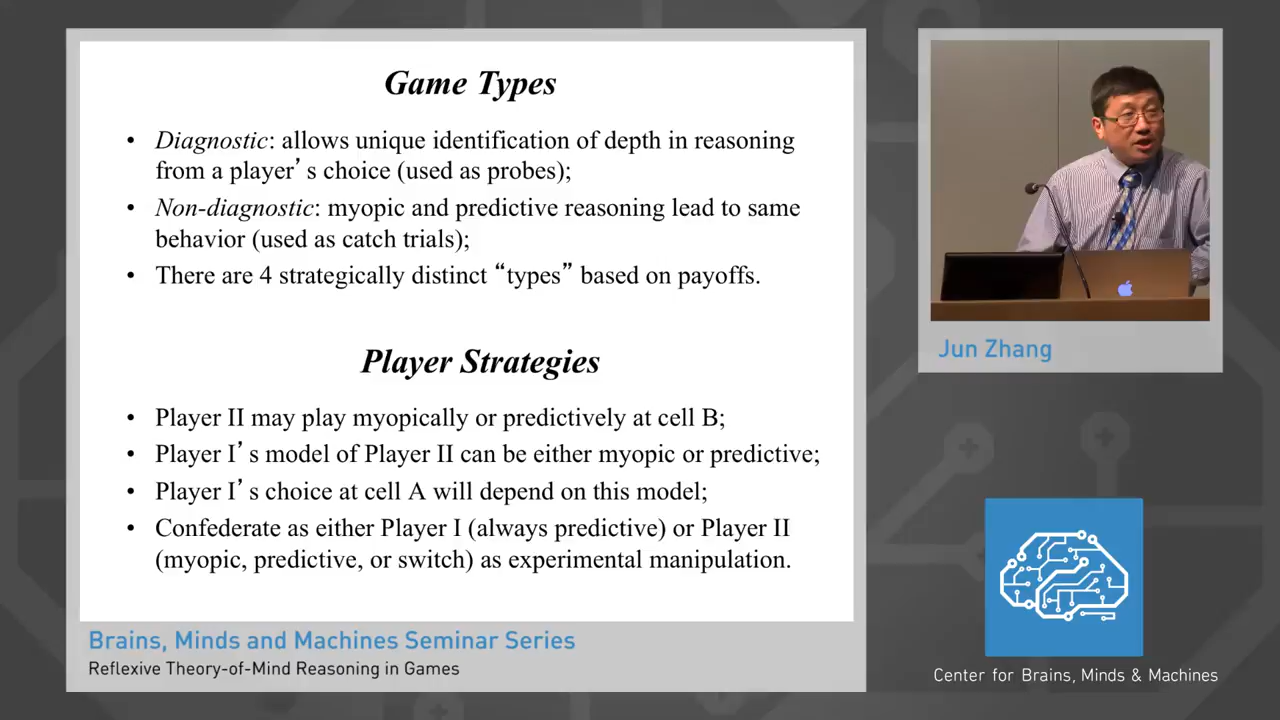 Game Types
• Diagnostic: allows unique identification of depth in reasoning
from a player’s choice (used as probes);
• Non-diagnostic: myopic and predictive reasoning lead to same
behavior (used as catch trials);
• There are 4 strategically distinct “types” based on payoffs.
Player Strategies
• Player II may play myopically or predictively at cell B;
• Player I’s model of Player II can be either myopic or predictive;
• Player I’s choice at cell A will depend on this model;
• Confederate as either Player I (always predictive) or Player II
(myopic, predictive, or switch) as experimental manipulation.
Brains, Minds and Machines Seminar Series
Reflexive Theory-of-Mind Reasoning in Games
Jun Zhang
Center for Brains, Minds & Machines